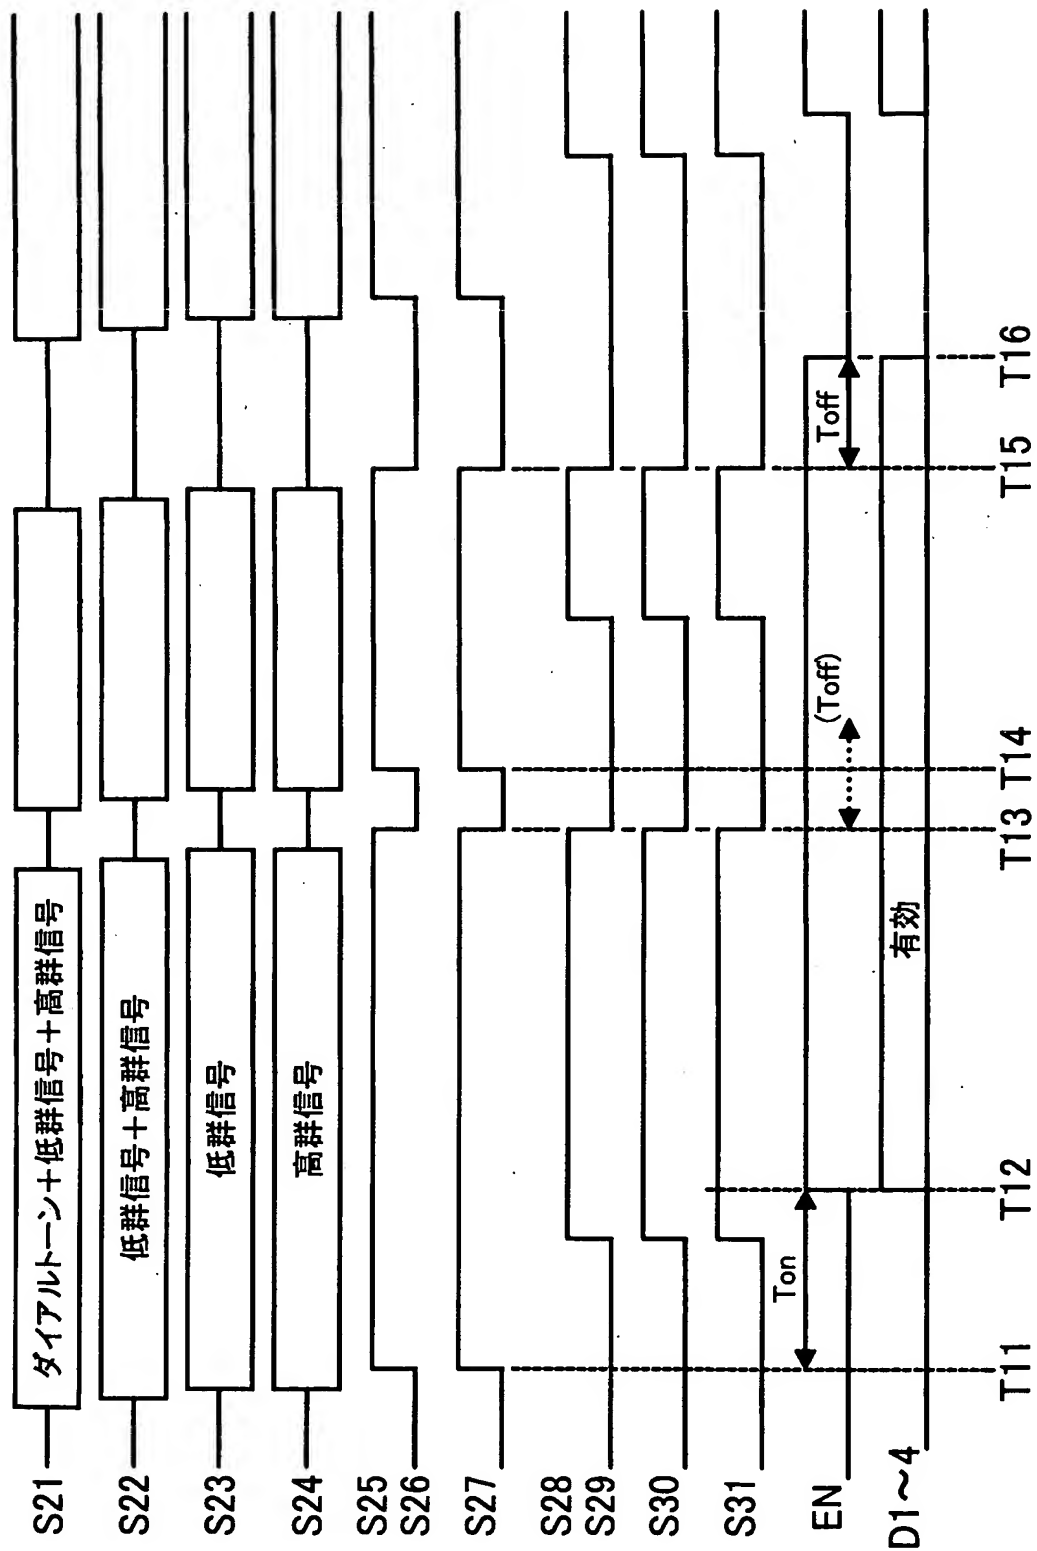 S21
ダイアルトーン+低群信号+高群信号
S22
低群信号+高群信号
S23
低群信号
S24
高群信号
S25
S26
S27
S28
S29
S30
S31
EN
Ton
(Toff)
Toff
D1～4
有効
T11
T12
T13
T14
T15
T16